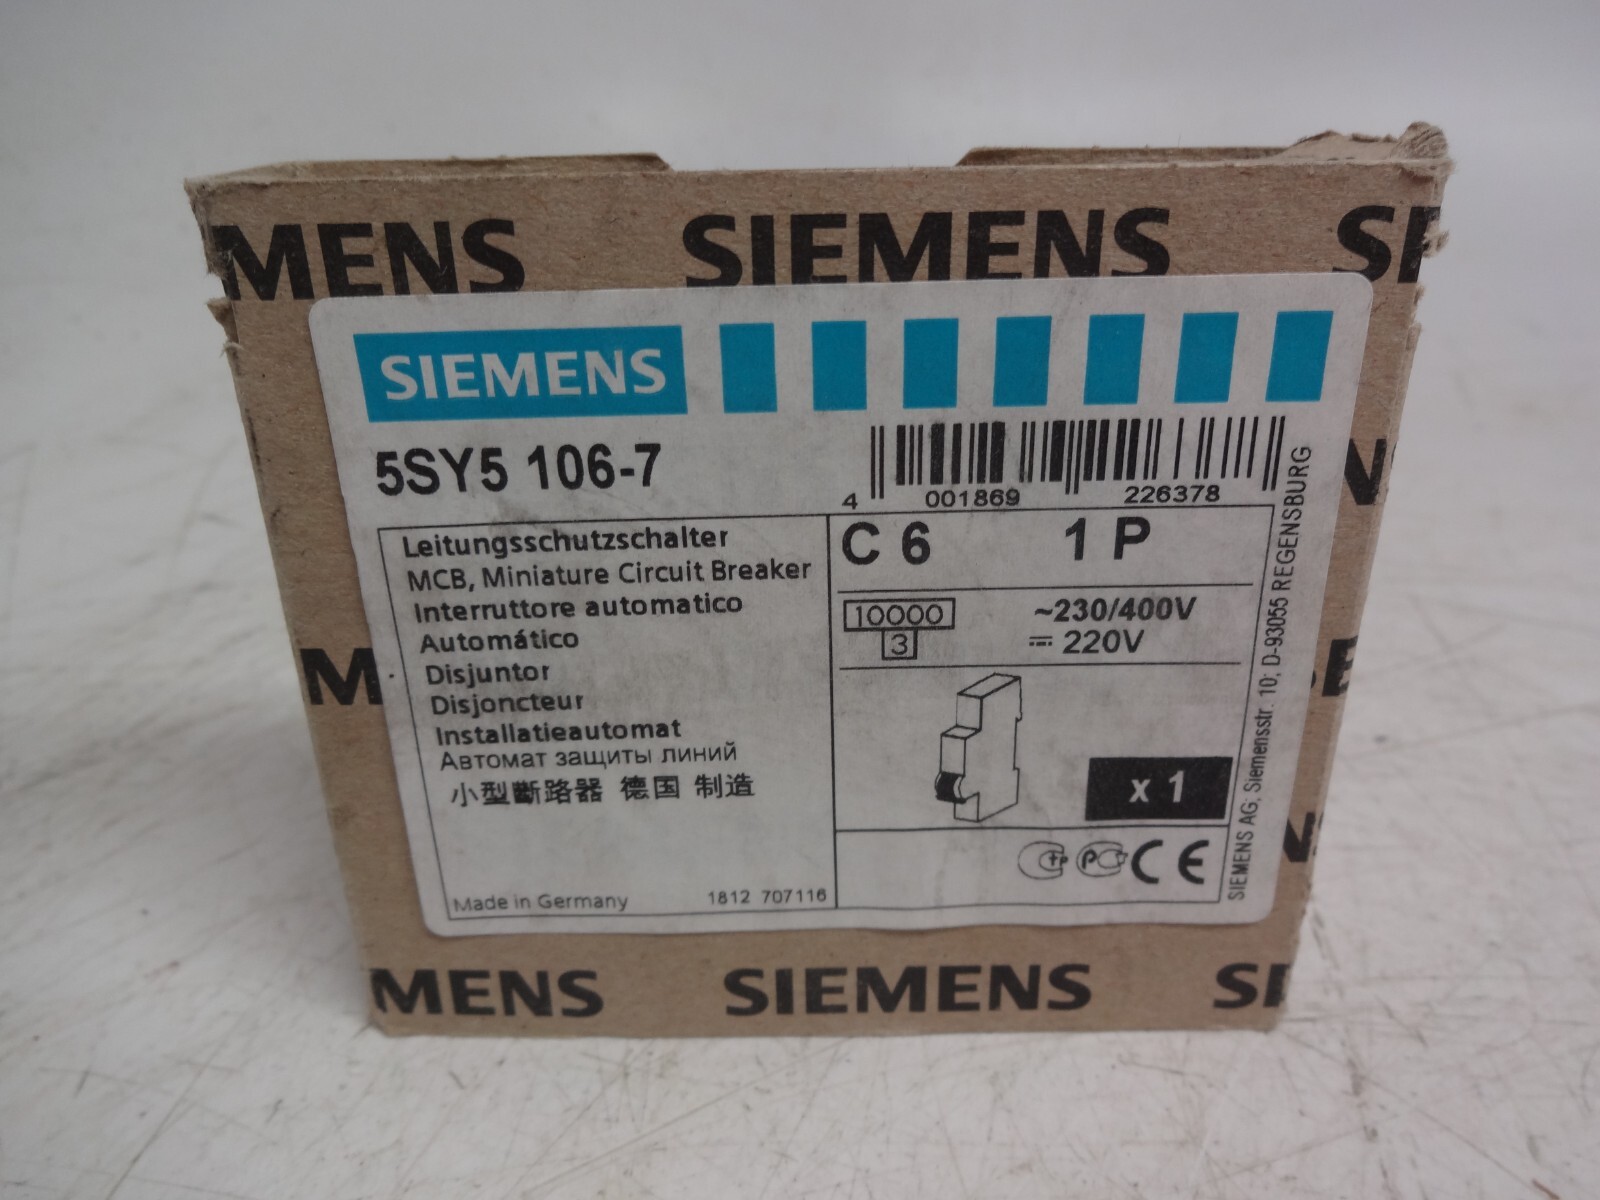 MENS SIEMENS SI
SIEMENS
5SY5 106-7
4 001869 226378
Leitungsschutzschalter
MCB, Miniature Circuit Breaker
Interruttore automatico
Automático
Disjuntor
Disjoncteur
Installatieautomat
Автомат защиты линий
小型斷路器 德国 制造
Made in Germany 1812 707116
C 6 1 P
10000
3
~230/400V
220V
x 1
CE
SIEMENS AG; Siemensstr. 10; D-93055 REGENSBURG
M
MENS SIEMENS SI